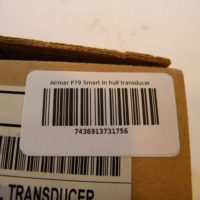 Airmar P79 Smart in hull transducer
7436913731756
TRANSDUCER